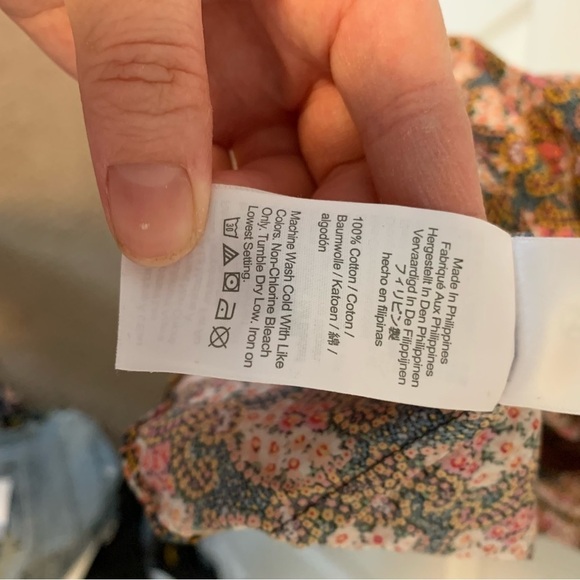 Made In Philippines
Fabriqué Aux Philippines
Hergestellt In Den Philippinen
Vervaardigd In De Filippijnen
フィリピン製
hecho en filipinas
100% Cotton / Coton /
Baumwolle / Katoen / 綿 /
algodón
Machine Wash Cold With Like
Colors. Non-Chlorine Bleach
Only. Tumble Dry Low. Iron on
Lowest Setting.
30